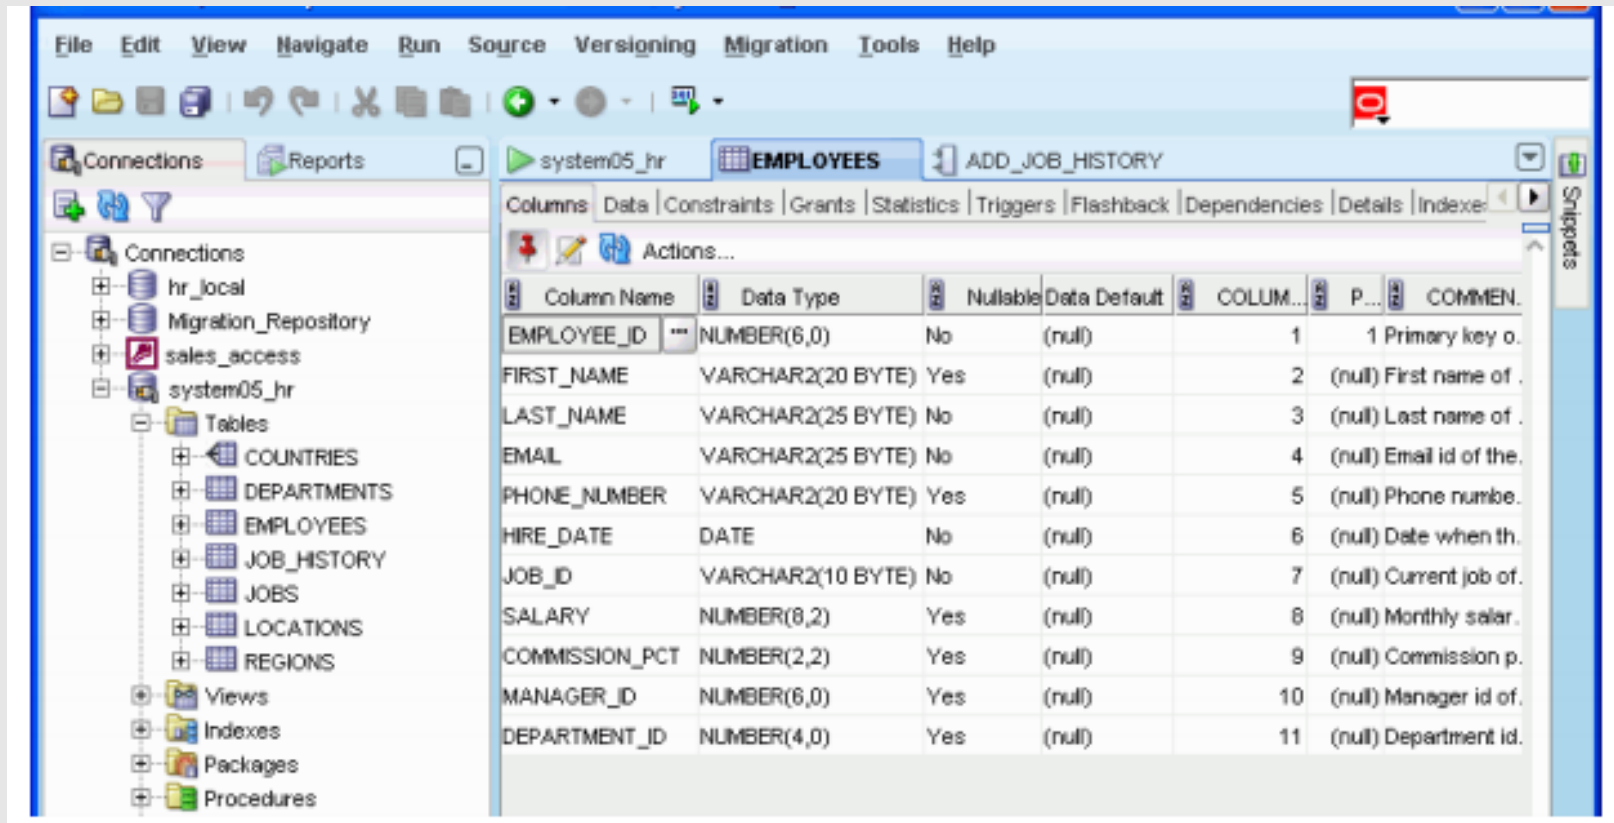 File Edit View Navigate Run Source Versioning Migration Tools Help
Connections Reports
system05_hr EMPLOYEES ADD_JOB_HISTORY
Columns Data Constraints Grants Statistics Triggers Flashback Dependencies Details Indexe
Snippets
Actions...
Connections
hr_local
Migration_Repository
sales_access
system05_hr
Tables
COUNTRIES
DEPARTMENTS
EMPLOYEES
JOB_HISTORY
JOBS
LOCATIONS
REGIONS
Views
Indexes
Packages
Procedures
Column Name Data Type Nullable Data Default COLUM... P... COMMEN.
EMPLOYEE_ID ... NUMBER(6,0) No (null) 1 1 Primary key o.
FIRST_NAME VARCHAR2(20 BYTE) Yes (null) 2 (null) First name of .
LAST_NAME VARCHAR2(25 BYTE) No (null) 3 (null) Last name of .
EMAIL VARCHAR2(25 BYTE) No (null) 4 (null) Email id of the.
PHONE_NUMBER VARCHAR2(20 BYTE) Yes (null) 5 (null) Phone numbe.
HIRE_DATE DATE No (null) 6 (null) Date when th.
JOB_ID VARCHAR2(10 BYTE) No (null) 7 (null) Current job of.
SALARY NUMBER(8,2) Yes (null) 8 (null) Monthly salar.
COMMISSION_PCT NUMBER(2,2) Yes (null) 9 (null) Commission p.
MANAGER_ID NUMBER(6,0) Yes (null) 10 (null) Manager id of.
DEPARTMENT_ID NUMBER(4,0) Yes (null) 11 (null) Department id.